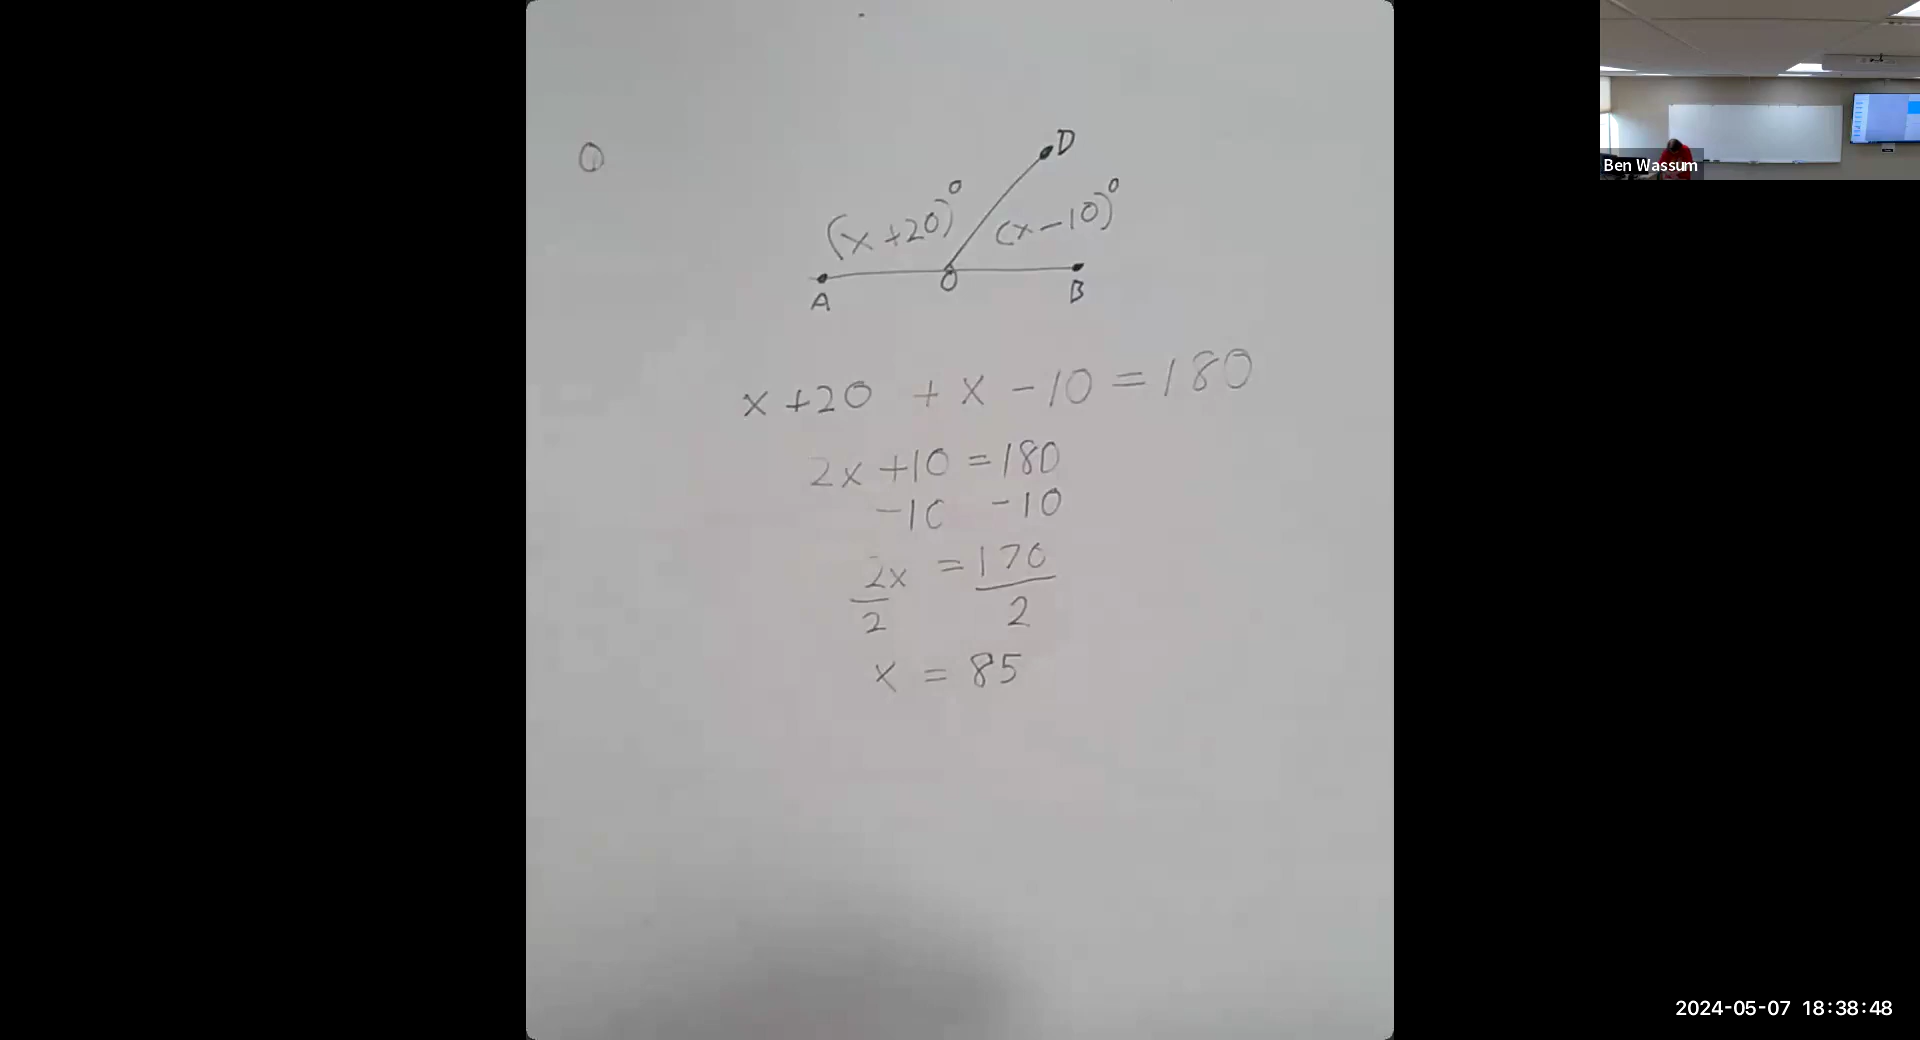 D
(x+20)° (x-10)°
A O B
x +20 + x - 10 = 180
2x +10 = 180
-10 -10
2x = 170
2 2
x = 85
Ben Wassum
2024-05-07 18:38:48